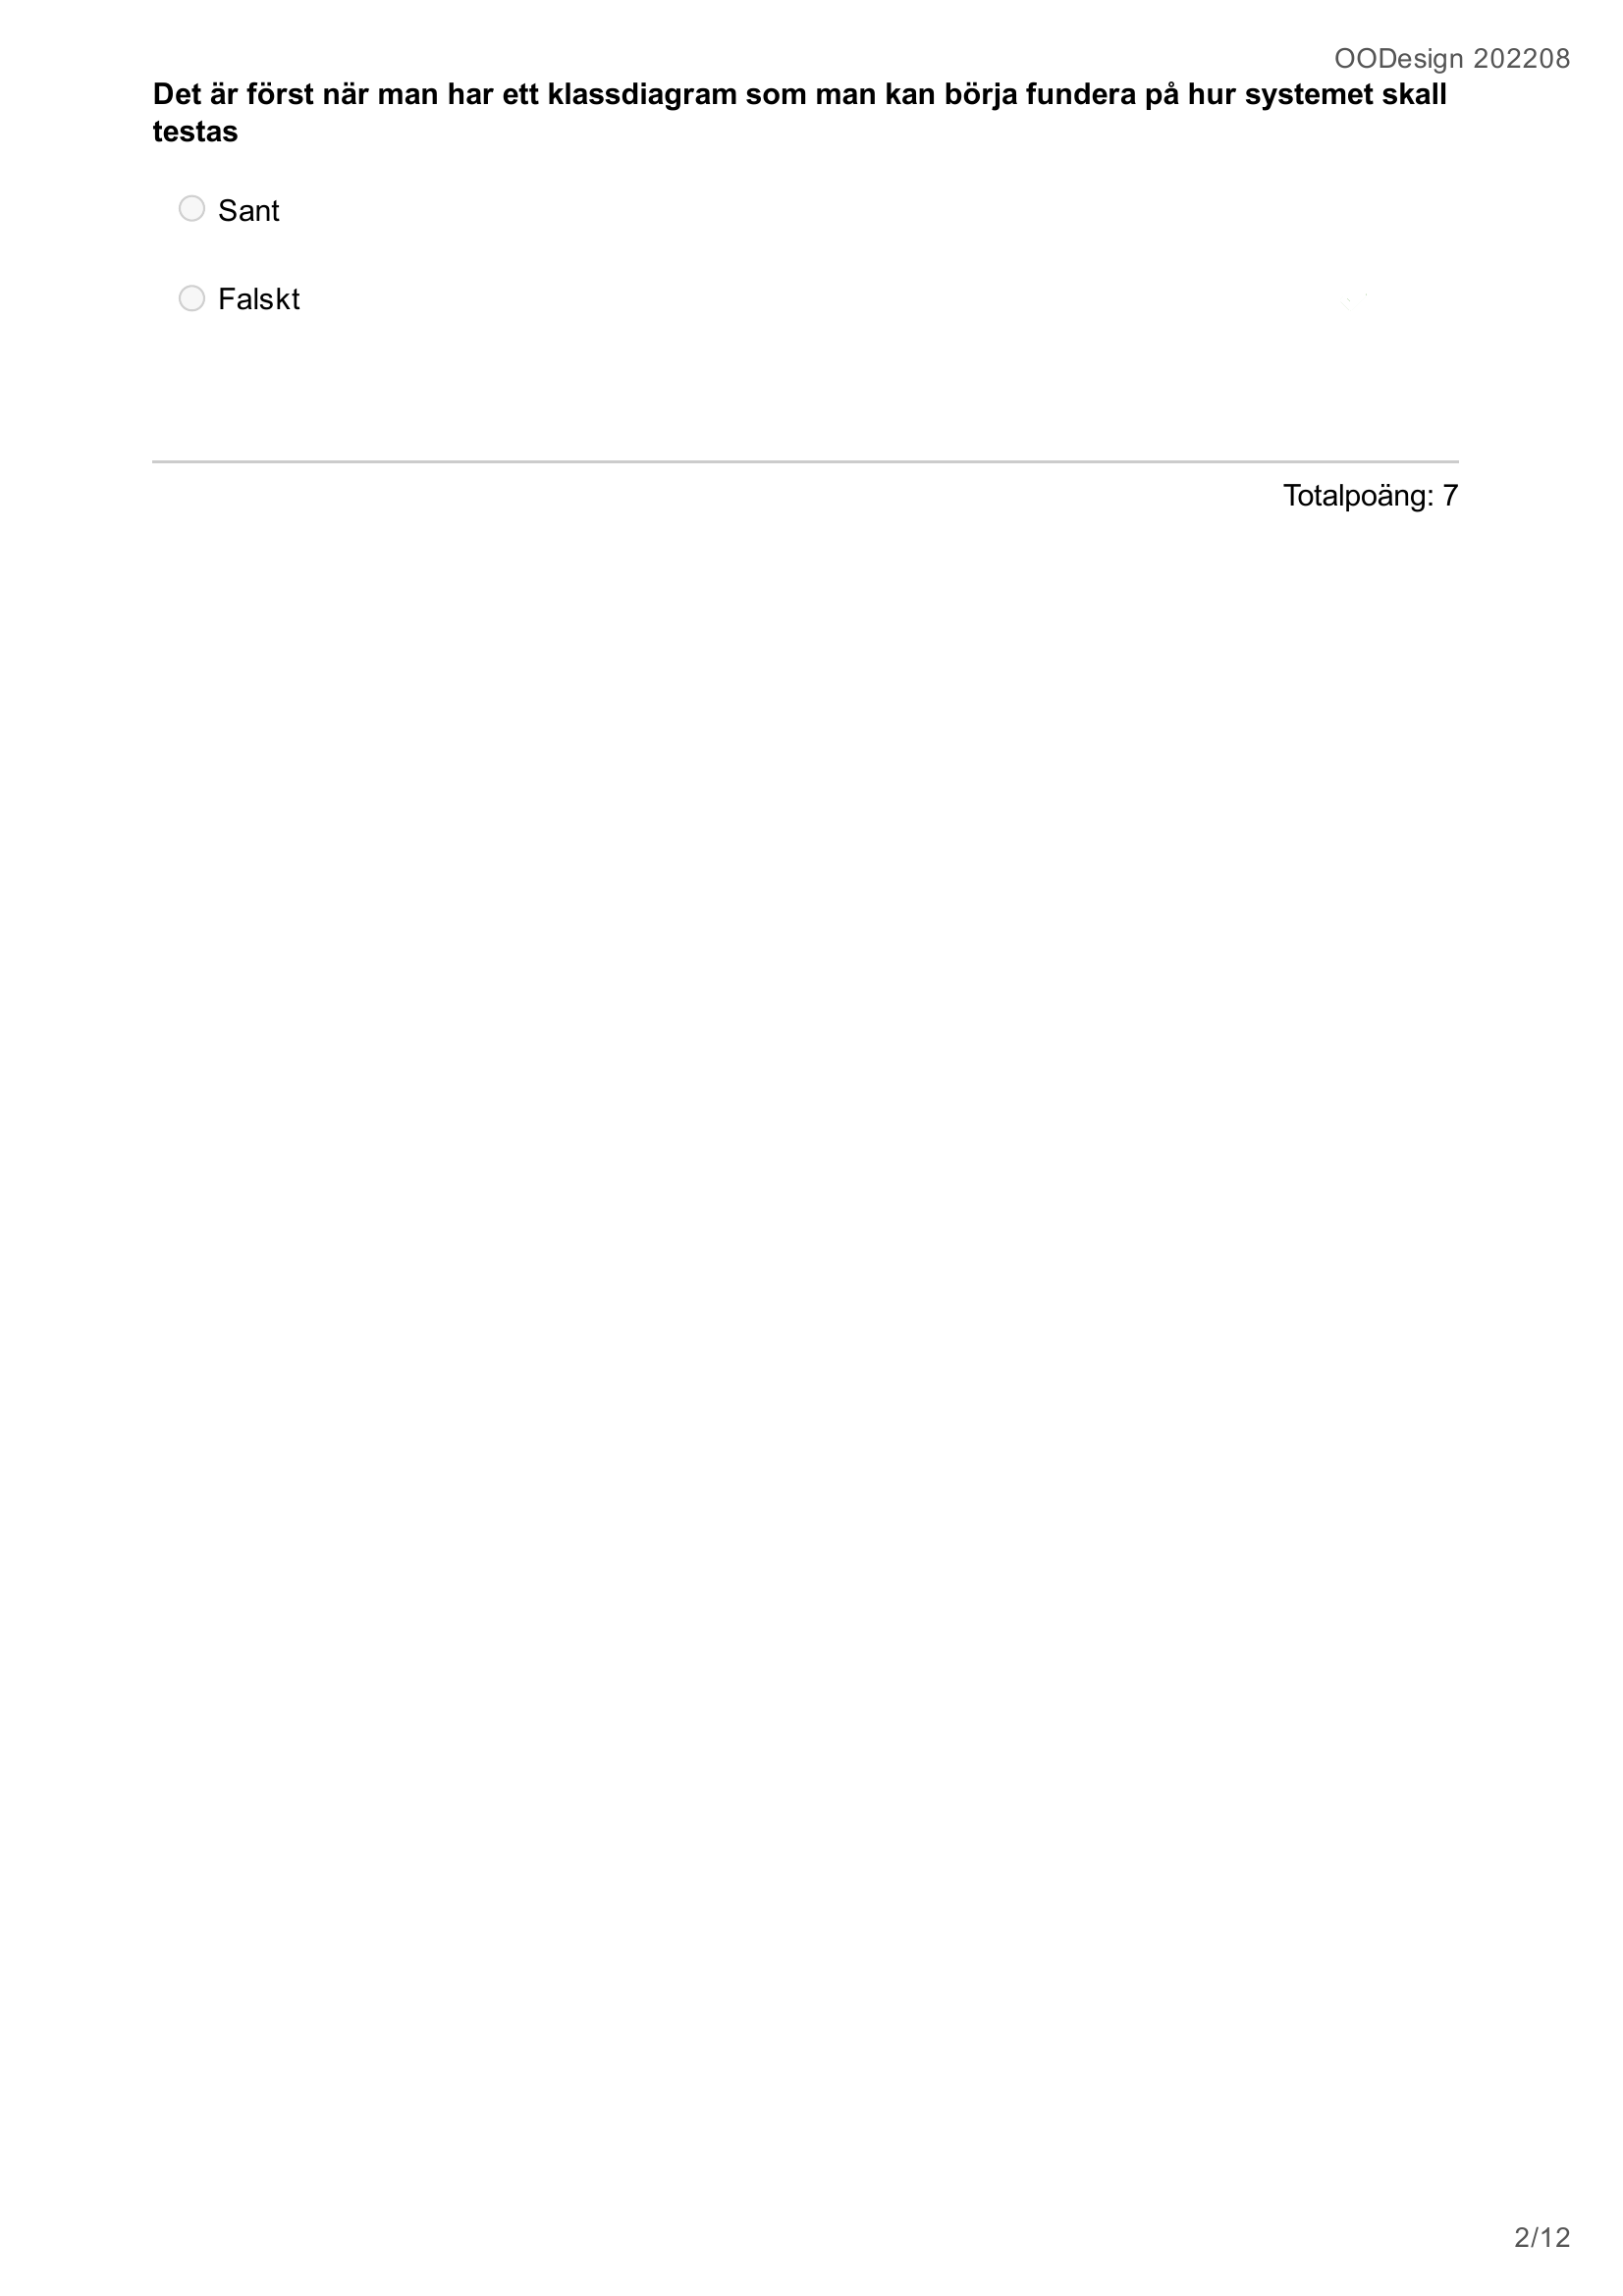 OODesign 202208
Det är först när man har ett klassdiagram som man kan börja fundera på hur systemet skall
testas
Sant
Falskt
Totalpoäng: 7
2/12